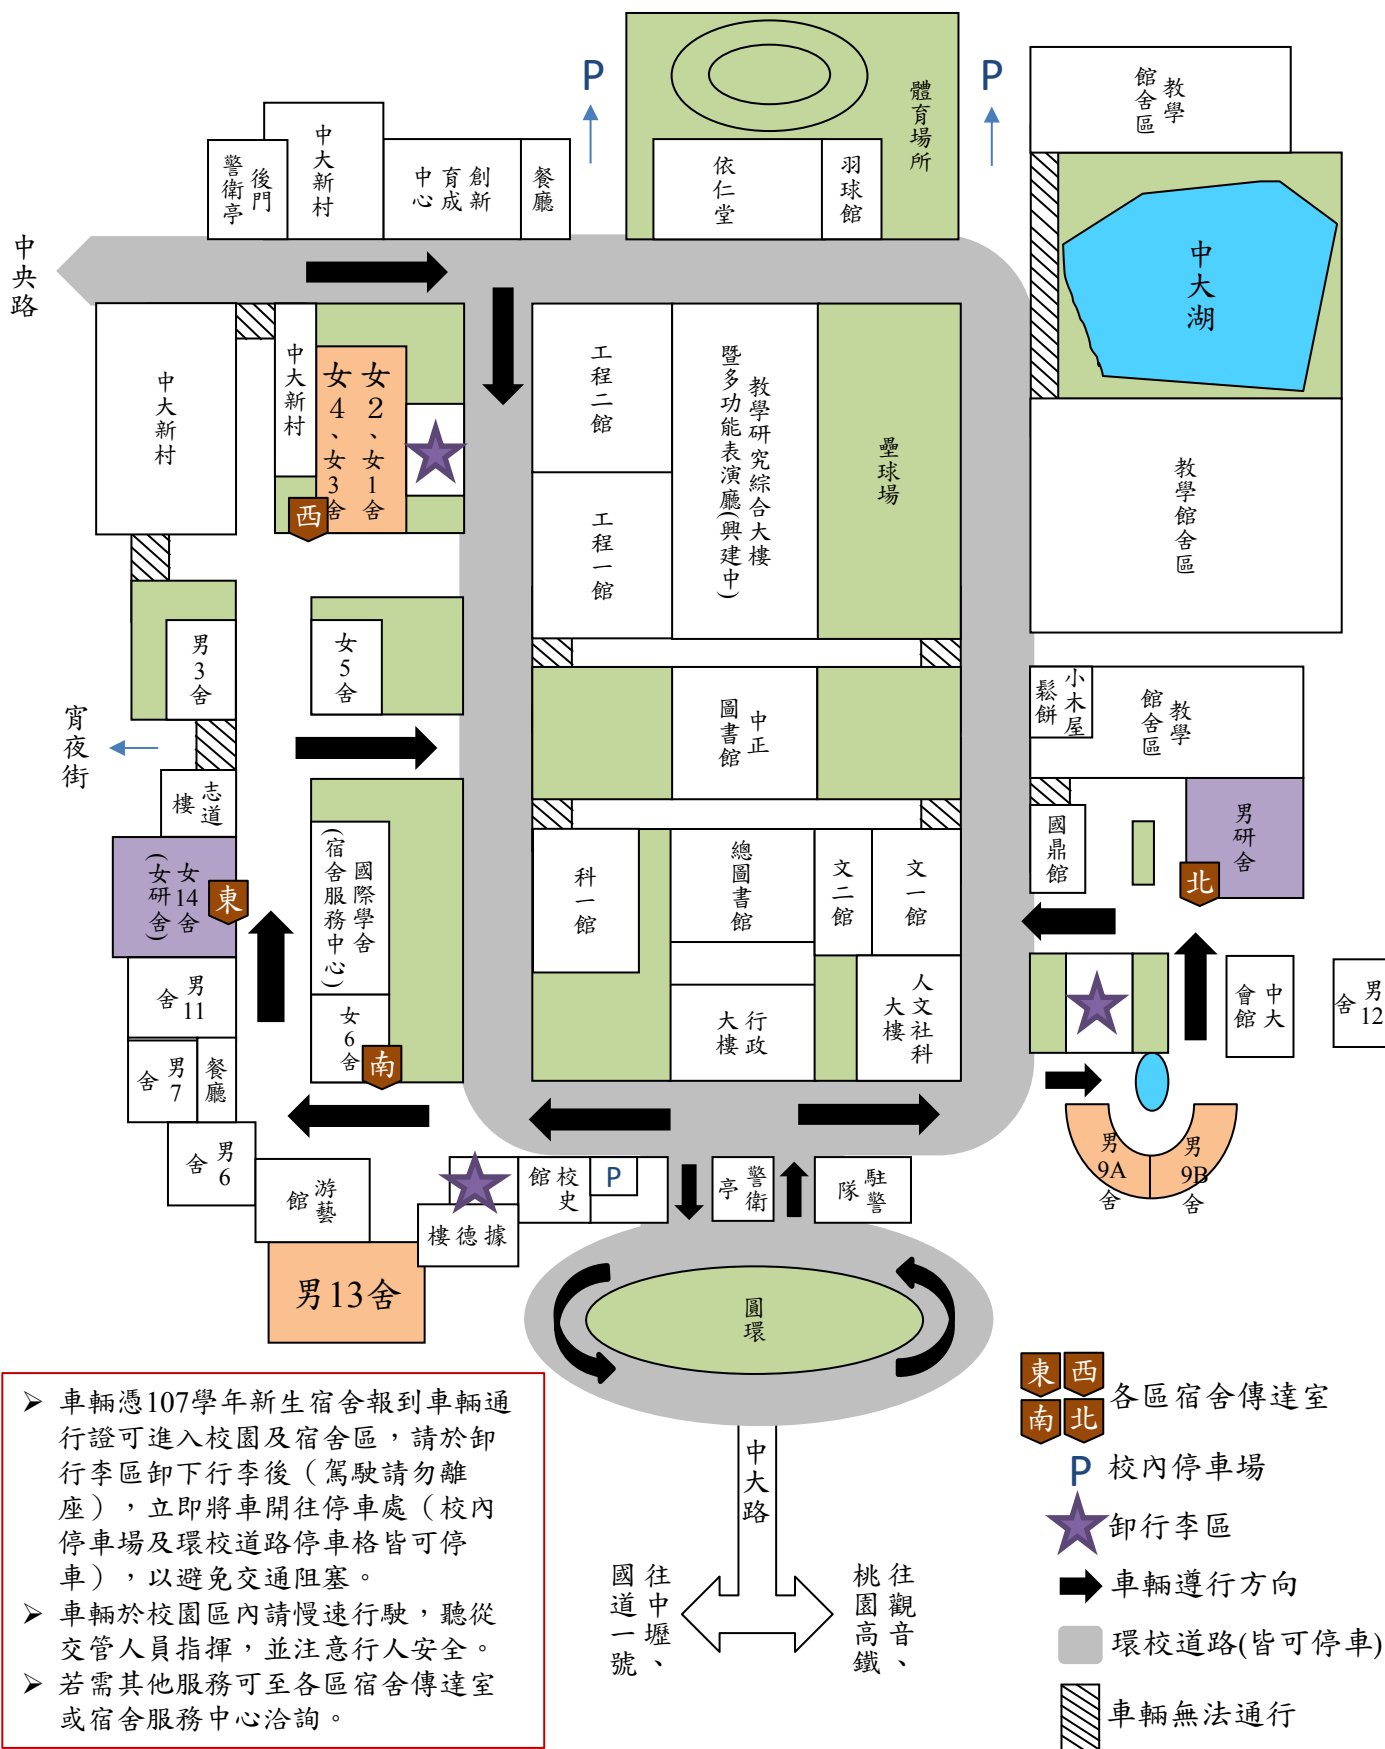 P
P
體育場所
教學
館舍區
中大新村
後門
警衛亭
創新
育成
中心
餐廳
依仁堂
羽球館
中央路
中大湖
中大新村
中大新村
女2、女1舍
女4、女3舍
西
工程二館
工程一館
教學研究綜合大樓
暨多功能表演廳(興建中)
壘球場
教學館舍區
男3舍
女5舍
中正
圖書館
小木屋
鬆餅
教學
館舍區
宵夜街
志道
樓
女14舍
(女研舍)
東
國際學舍
(宿舍服務中心)
科一館
總圖書館
文二館
文一館
國鼎館
男研舍
北
男11
舍
女6舍
南
行政
大樓
人文社科
大樓
中大
會館
男12
舍
男7
舍
餐廳
男6
舍
男9A舍
男9B舍
游藝
館
據德樓
校史
館
P
警衛
亭
駐警
隊
男13舍
圓環
車輛憑107學年新生宿舍報到車輛通
行證可進入校園及宿舍區，請於卸
行李區卸下行李後（駕駛請勿離
座），立即將車開往停車處（校內
停車場及環校道路停車格皆可停
車），以避免交通阻塞。
車輛於校園區內請慢速行駛，聽從
交管人員指揮，並注意行人安全。
若需其他服務可至各區宿舍傳達室
或宿舍服務中心洽詢。
中大路
往中壢、
國道一號
往觀音、
桃園高鐵
東 西
南 北
各區宿舍傳達室
P 校內停車場
卸行李區
車輛遵行方向
環校道路(皆可停車)
車輛無法通行